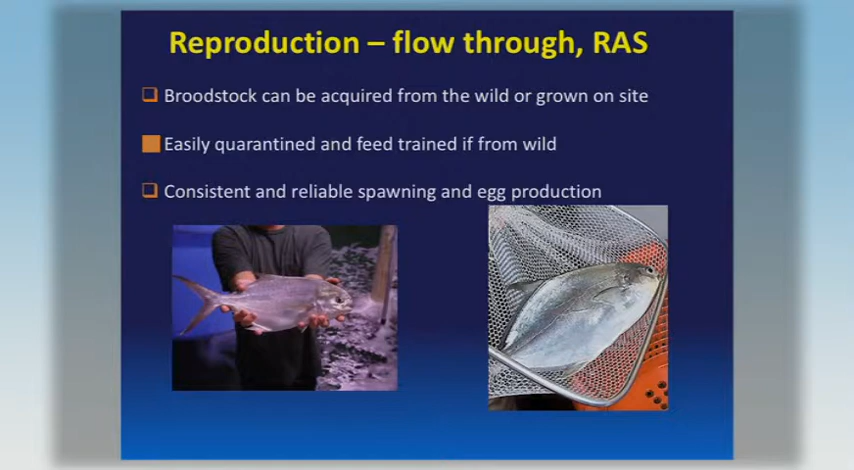 Reproduction – flow through, RAS
Broodstock can be acquired from the wild or grown on site
Easily quarantined and feed trained if from wild
Consistent and reliable spawning and egg production